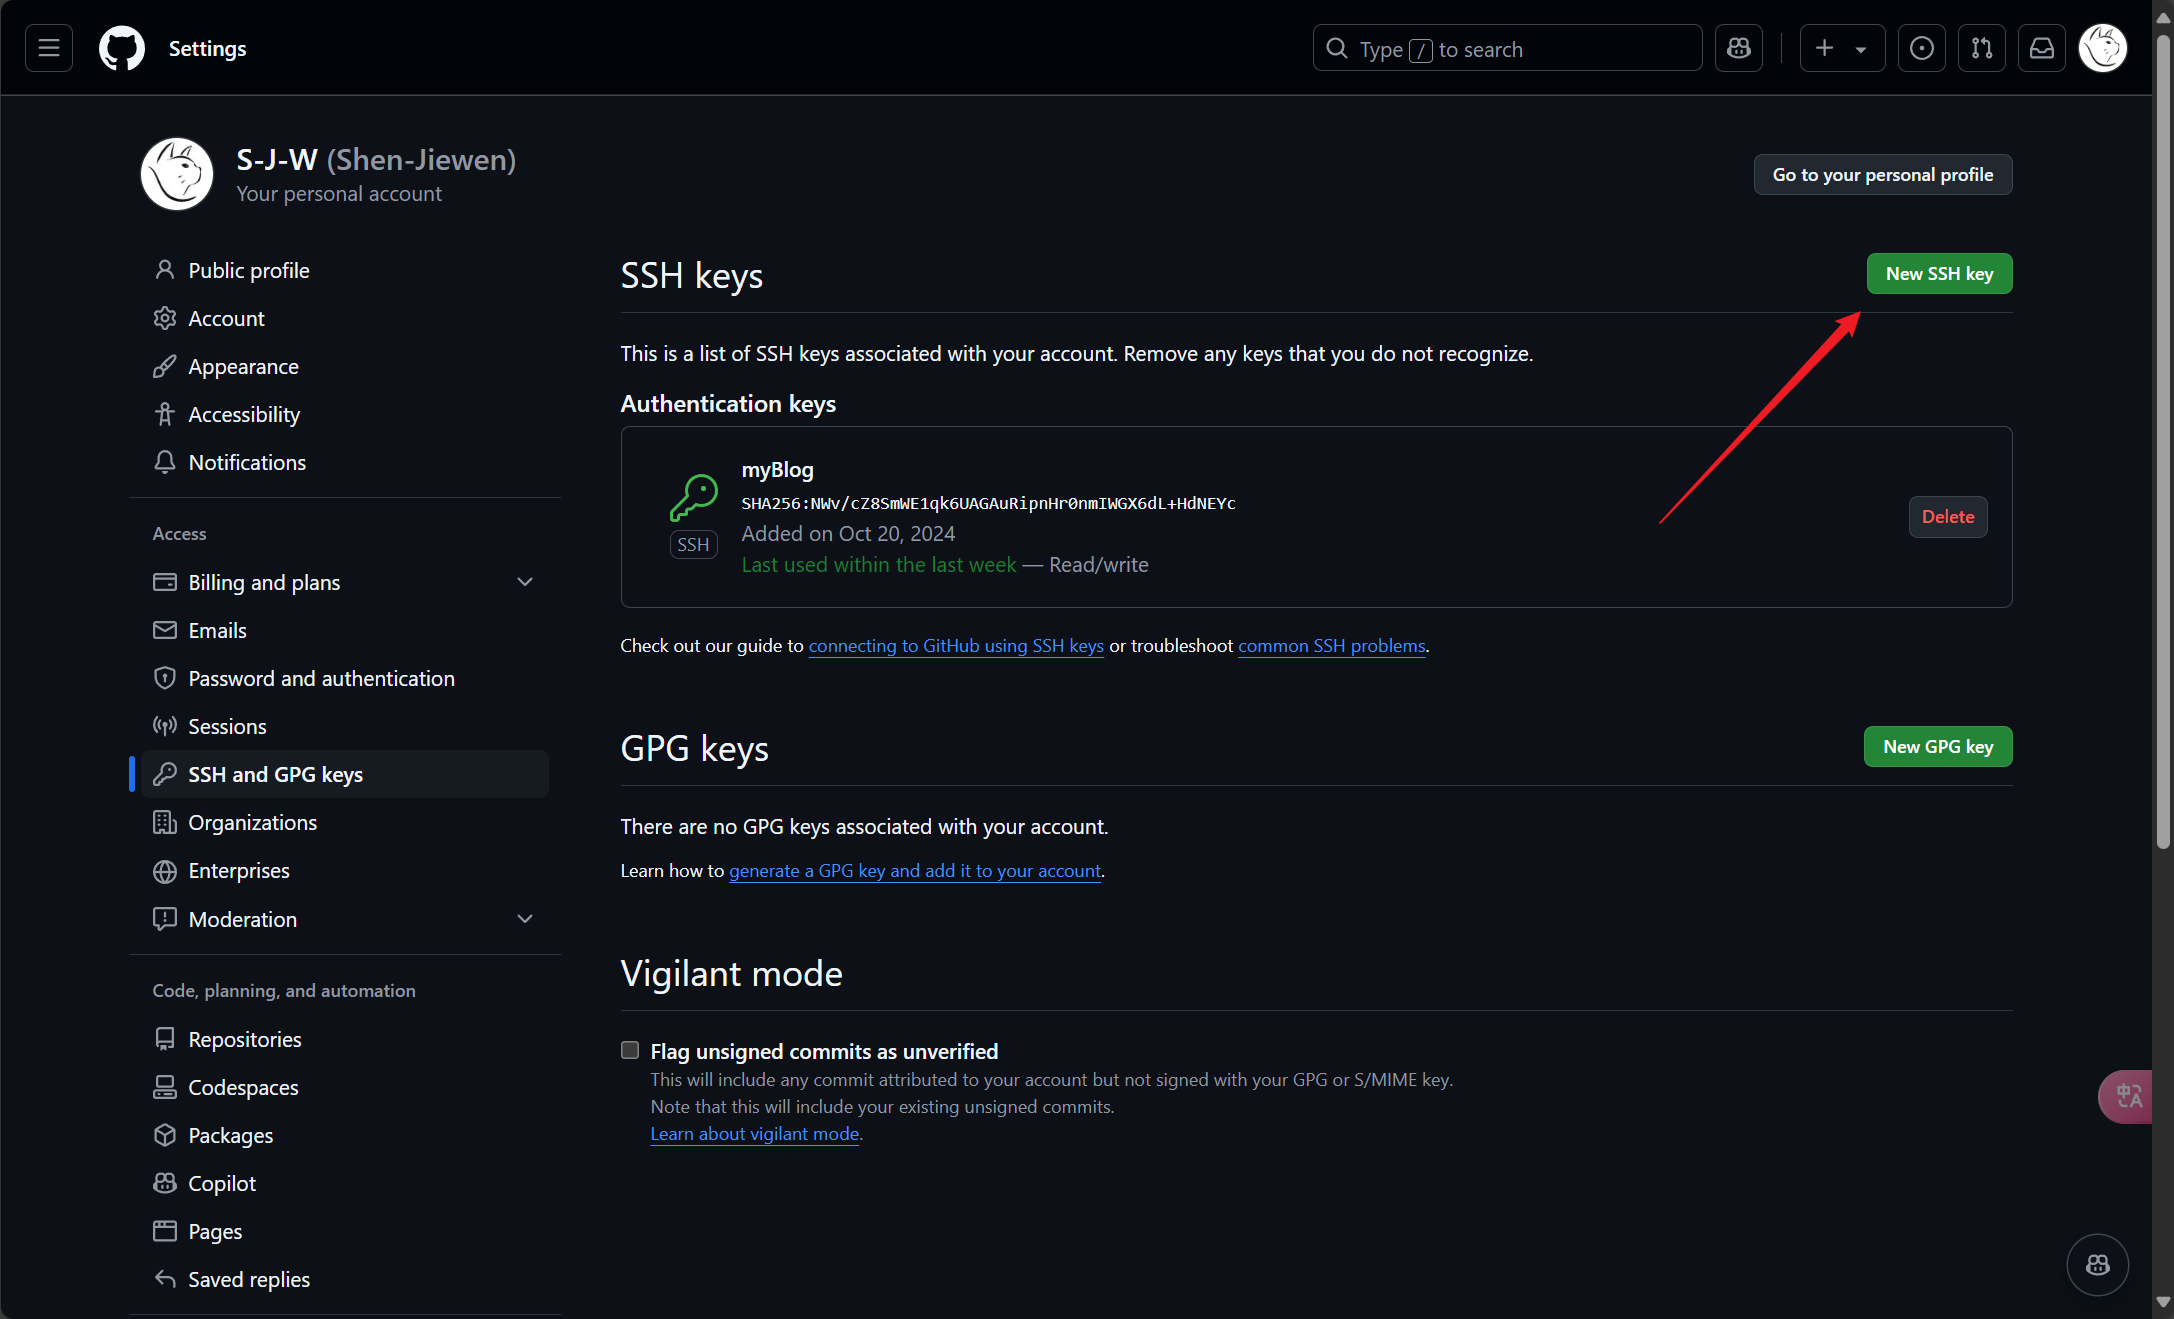 Settings
Type / to search
S-J-W (Shen-Jiewen)
Your personal account
Go to your personal profile
Public profile
Account
Appearance
Accessibility
Notifications
Access
Billing and plans
Emails
Password and authentication
Sessions
SSH and GPG keys
Organizations
Enterprises
Moderation
Code, planning, and automation
Repositories
Codespaces
Packages
Copilot
Pages
Saved replies
SSH keys
New SSH key
This is a list of SSH keys associated with your account. Remove any keys that you do not recognize.
Authentication keys
myBlog
SHA256:NWv/cZ8SmWE1qk6UAGAuRipnHr0nmIWGX6dL+HdNEYc
SSH
Added on Oct 20, 2024
Last used within the last week — Read/write
Delete
Check out our guide to connecting to GitHub using SSH keys or troubleshoot common SSH problems.
GPG keys
New GPG key
There are no GPG keys associated with your account.
Learn how to generate a GPG key and add it to your account.
Vigilant mode
Flag unsigned commits as unverified
This will include any commit attributed to your account but not signed with your GPG or S/MIME key.
Note that this will include your existing unsigned commits.
Learn about vigilant mode.
中A